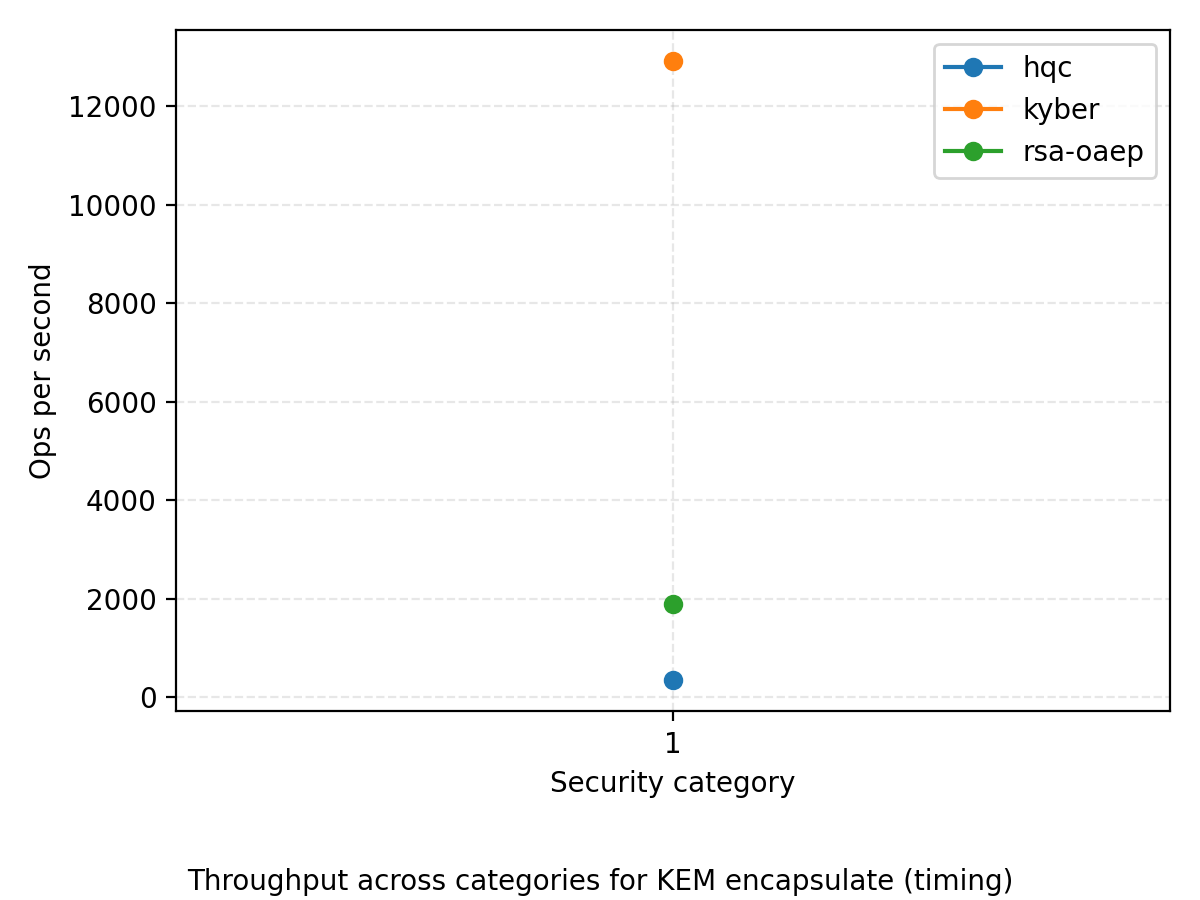 hqc
kyber
rsa-oaep
12000
10000
8000
6000
4000
2000
0
Ops per second
1
Security category
Throughput across categories for KEM encapsulate (timing)